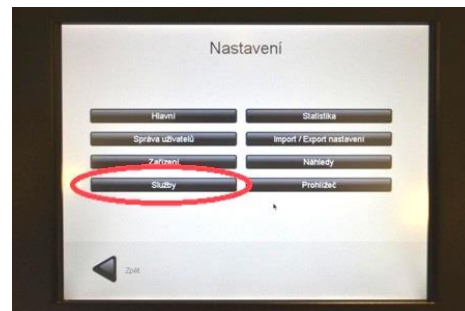 Nastavení
Hlavní
Statistika
Správa uživatelů
Import / Export nastavení
Zařízení
Náhledy
Služby
Prohlížeč
Zpět